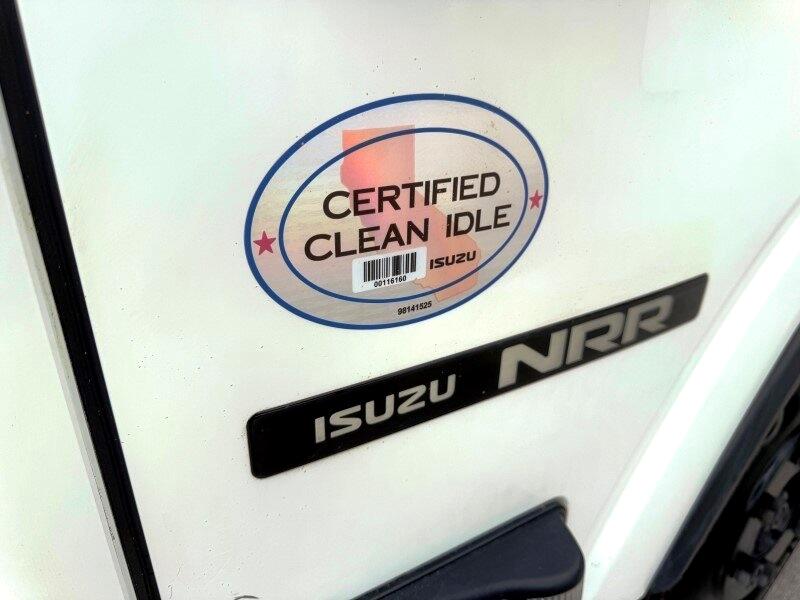 CERTIFIED
CLEAN IDLE
00116160
ISUZU
98141525
ISUZU NRR